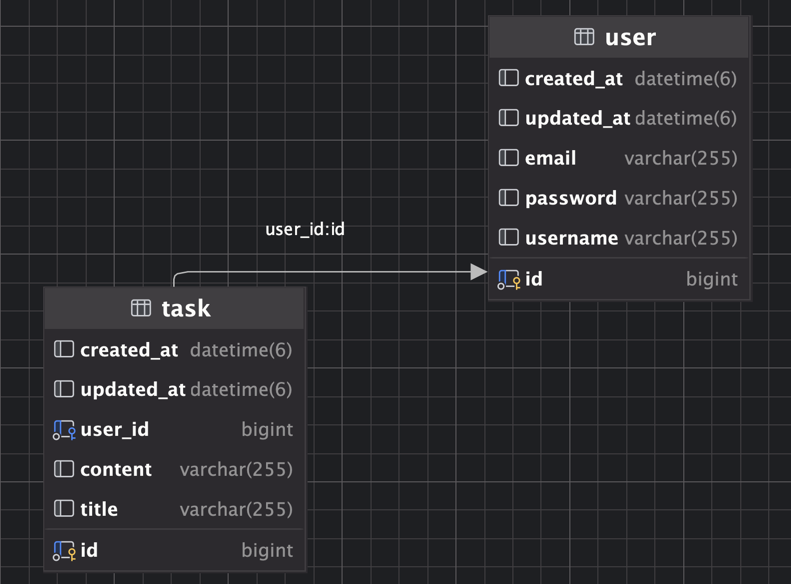 user
created_at datetime(6)
updated_at datetime(6)
email varchar(255)
password varchar(255)
username varchar(255)
id bigint
user_id:id
task
created_at datetime(6)
updated_at datetime(6)
user_id bigint
content varchar(255)
title varchar(255)
id bigint